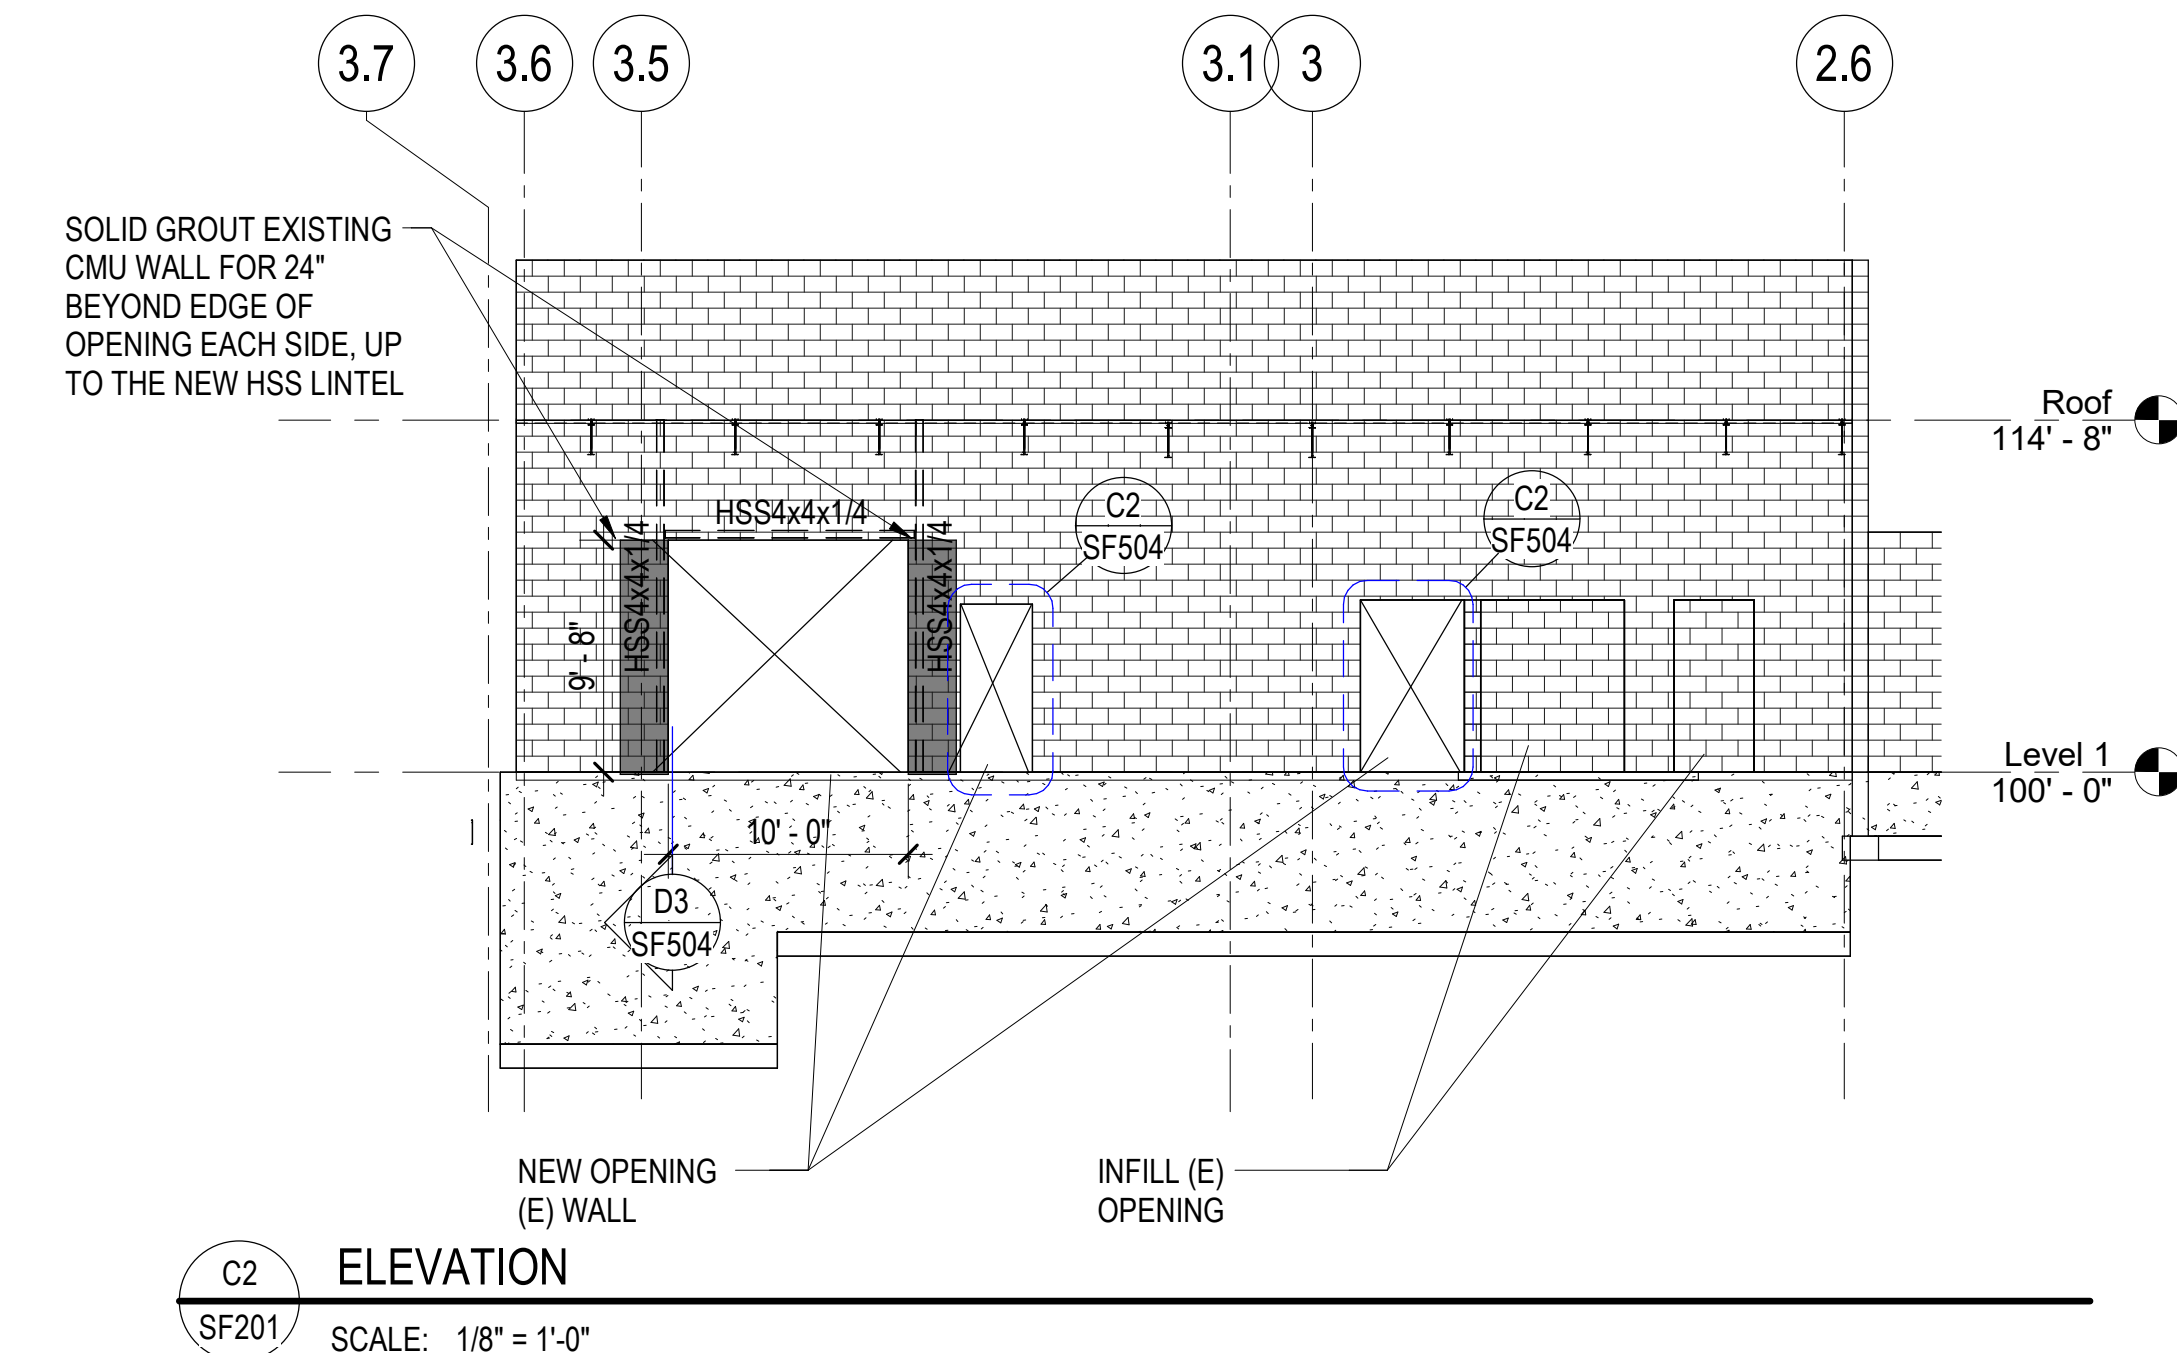 3.7
3.6
3.5
3.1
3
2.6
SOLID GROUT EXISTING
CMU WALL FOR 24"
BEYOND EDGE OF
OPENING EACH SIDE, UP
TO THE NEW HSS LINTEL
Roof
114' - 8"
C2
SF504
C2
SF504
HSS4x4x1/4
HSS4x4x1/4
HSS4x4x1/4
9' - 8"
Level 1
100' - 0"
10' - 0"
D3
SF504
NEW OPENING
(E) WALL
INFILL (E)
OPENING
C2
SF201
ELEVATION
SCALE: 1/8" = 1'-0"